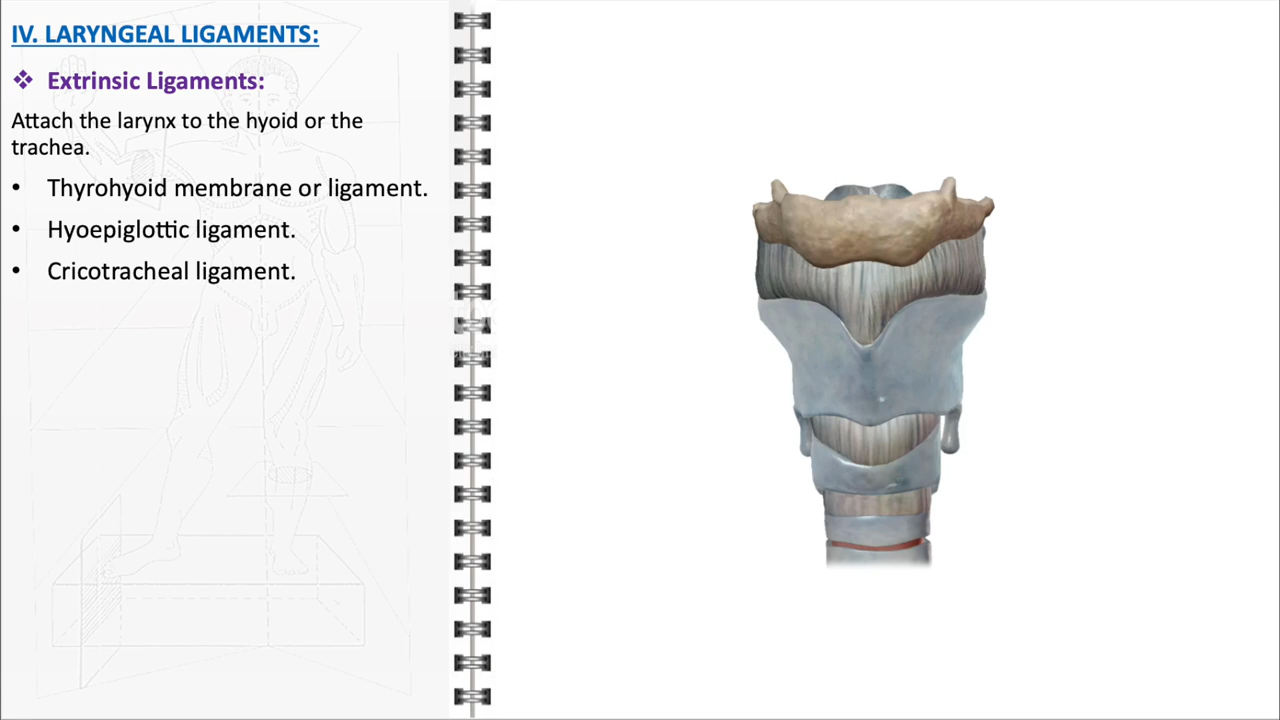 IV. LARYNGEAL LIGAMENTS:
❖ Extrinsic Ligaments:
Attach the larynx to the hyoid or the
trachea.
• Thyrohyoid membrane or ligament.
• Hyoepiglottic ligament.
• Cricotracheal ligament.